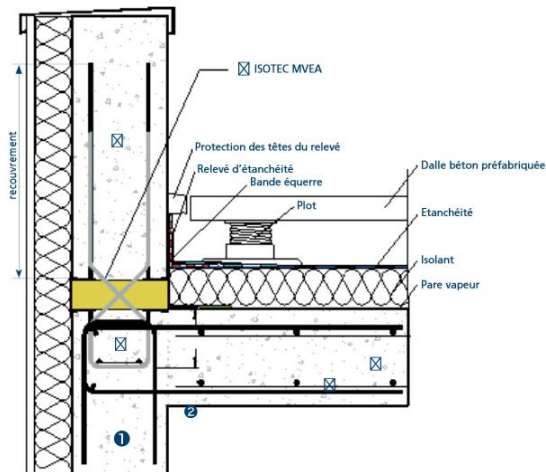 ISOTEC MVEA
recouvrement
Protection des têtes du relevé
Relevé d'étanchéité
Bande équerre
Dalle béton préfabriquée
Plot
Etanchéité
Isolant
Pare vapeur
1
2